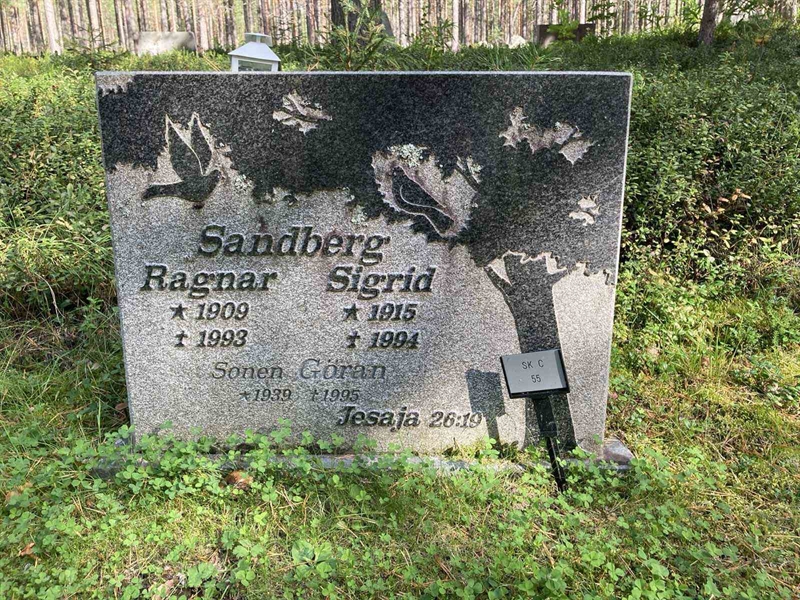 Sandberg
Ragnar Sigrid
★ 1909 ★ 1915
✝ 1993 ✝ 1994
Sonen Göran
★1939 ✝1995
Jesaja 26:19
SK C
55